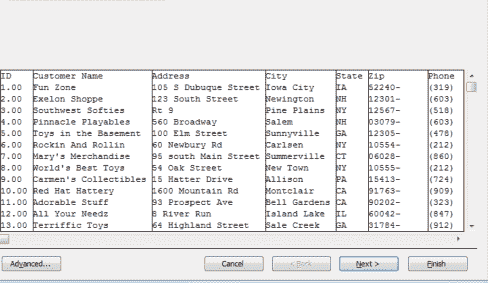 ID Customer Name Address City State Zip Phone
1.00 Fun Zone 105 S Dubuque Street Iowa City IA 52240- (319)
2.00 Exelon Shoppe 123 South Street Newington NH 12301- (603)
3.00 Southwest Softies Rt 9 Pine Plains NY 12567- (518)
4.00 Pinnacle Playables 560 Broadway Salem NH 03079- (603)
5.00 Toys in the Basement 100 Elm Street Sunnyville GA 12305- (478)
6.00 Rockin And Rollin 60 Newbury Rd Carlsen NY 10554- (212)
7.00 Mary's Merchandise 95 south Main Street Summerville CT 06028- (860)
8.00 World's Best Toys 54 Oak Street New Town NY 10555- (212)
9.00 Carmen's Collectibles 15 Hatter Drive Allison PA 15413- (724)
10.00 Red Hat Hattery 1600 Mountain Rd Montclair CA 91763- (909)
11.00 Adorable Stuff 93 Prospect Ave Bell Gardens CA 90202- (323)
12.00 All Your Needz 8 River Run Island Lake IL 60042- (847)
13.00 Terriffic Toys 64 Highland Street Sale Creek GA 31784- (912)
Advanced... Cancel < Back Next > Finish